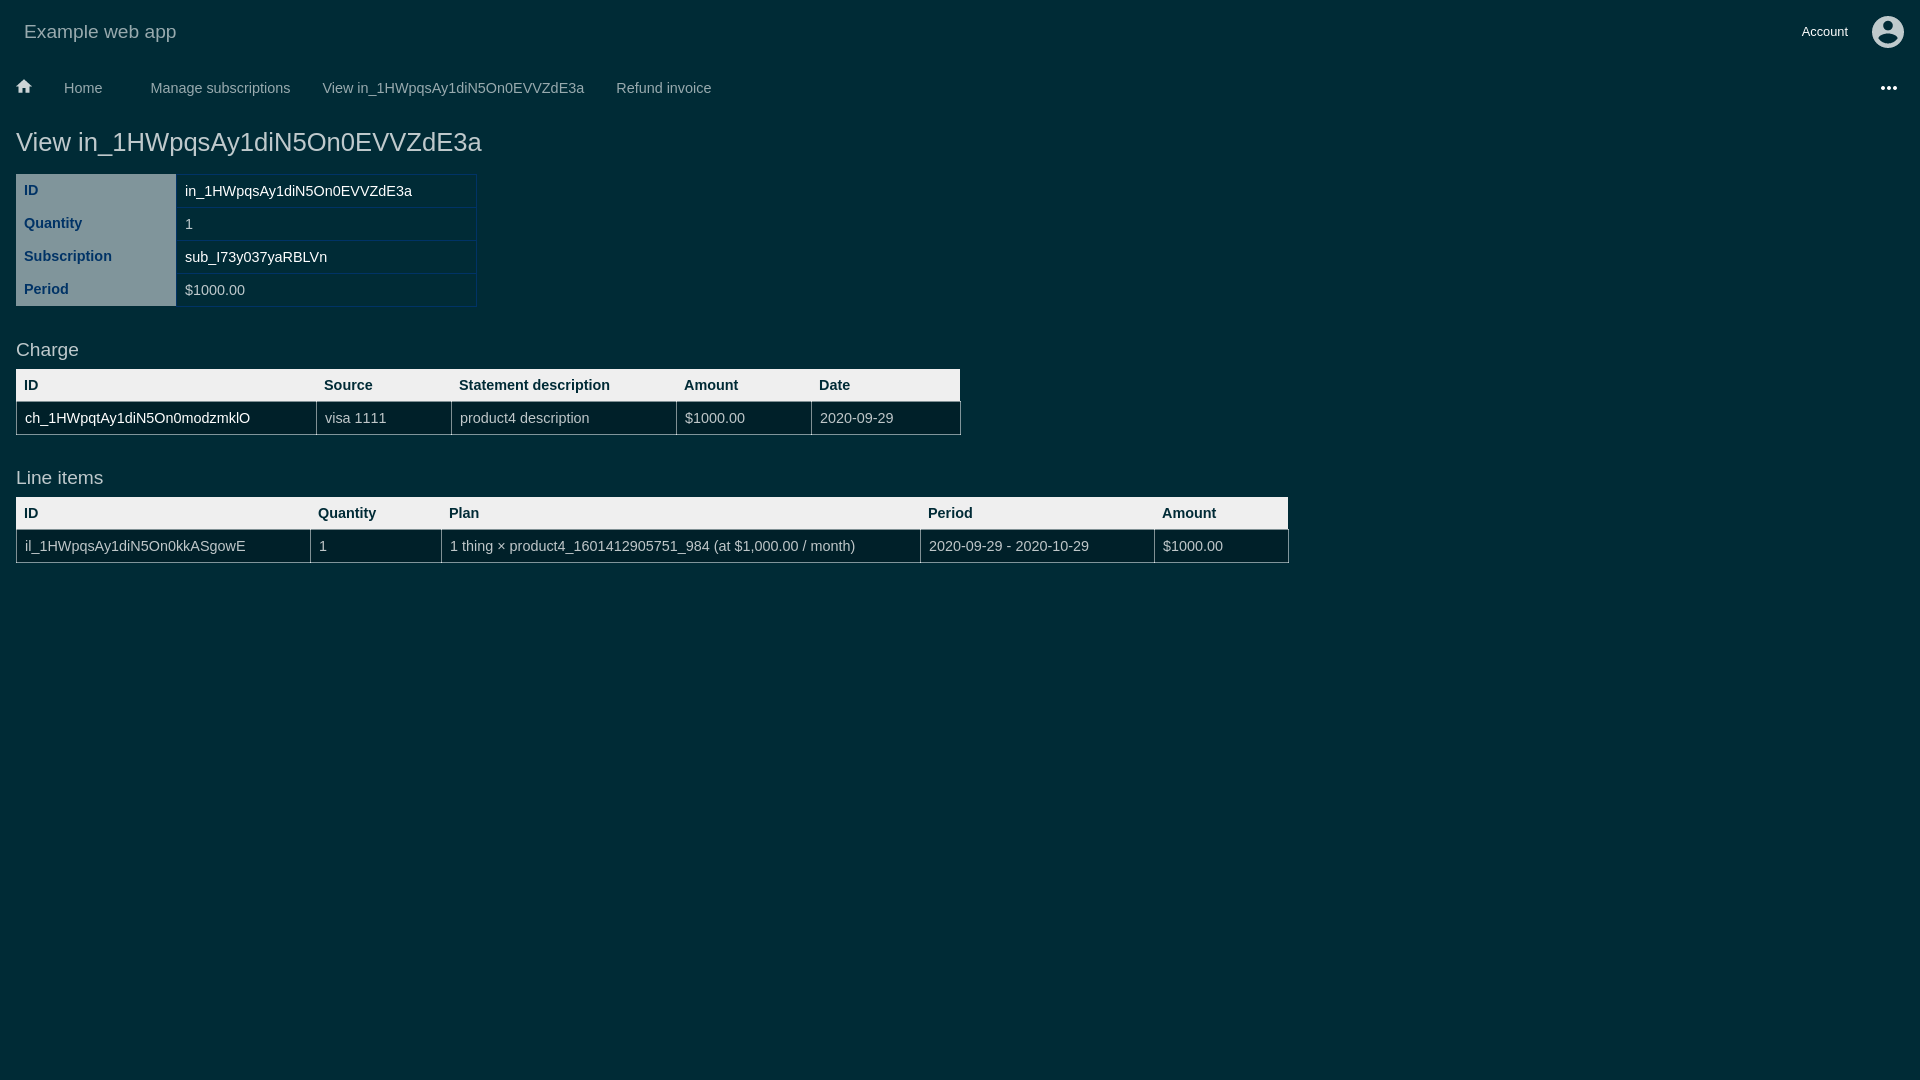 Example web app
Account
Home Manage subscriptions View in_1HWpqsAy1diN5On0EVVZdE3a Refund invoice
View in_1HWpqsAy1diN5On0EVVZdE3a
ID in_1HWpqsAy1diN5On0EVVZdE3a
Quantity 1
Subscription sub_I73y037yaRBLVn
Period $1000.00
Charge
ID Source Statement description Amount Date
ch_1HWpqtAy1diN5On0modzmklO visa 1111 product4 description $1000.00 2020-09-29
Line items
ID Quantity Plan Period Amount
il_1HWpqsAy1diN5On0kkASgowE 1 1 thing × product4_1601412905751_984 (at $1,000.00 / month) 2020-09-29 - 2020-10-29 $1000.00